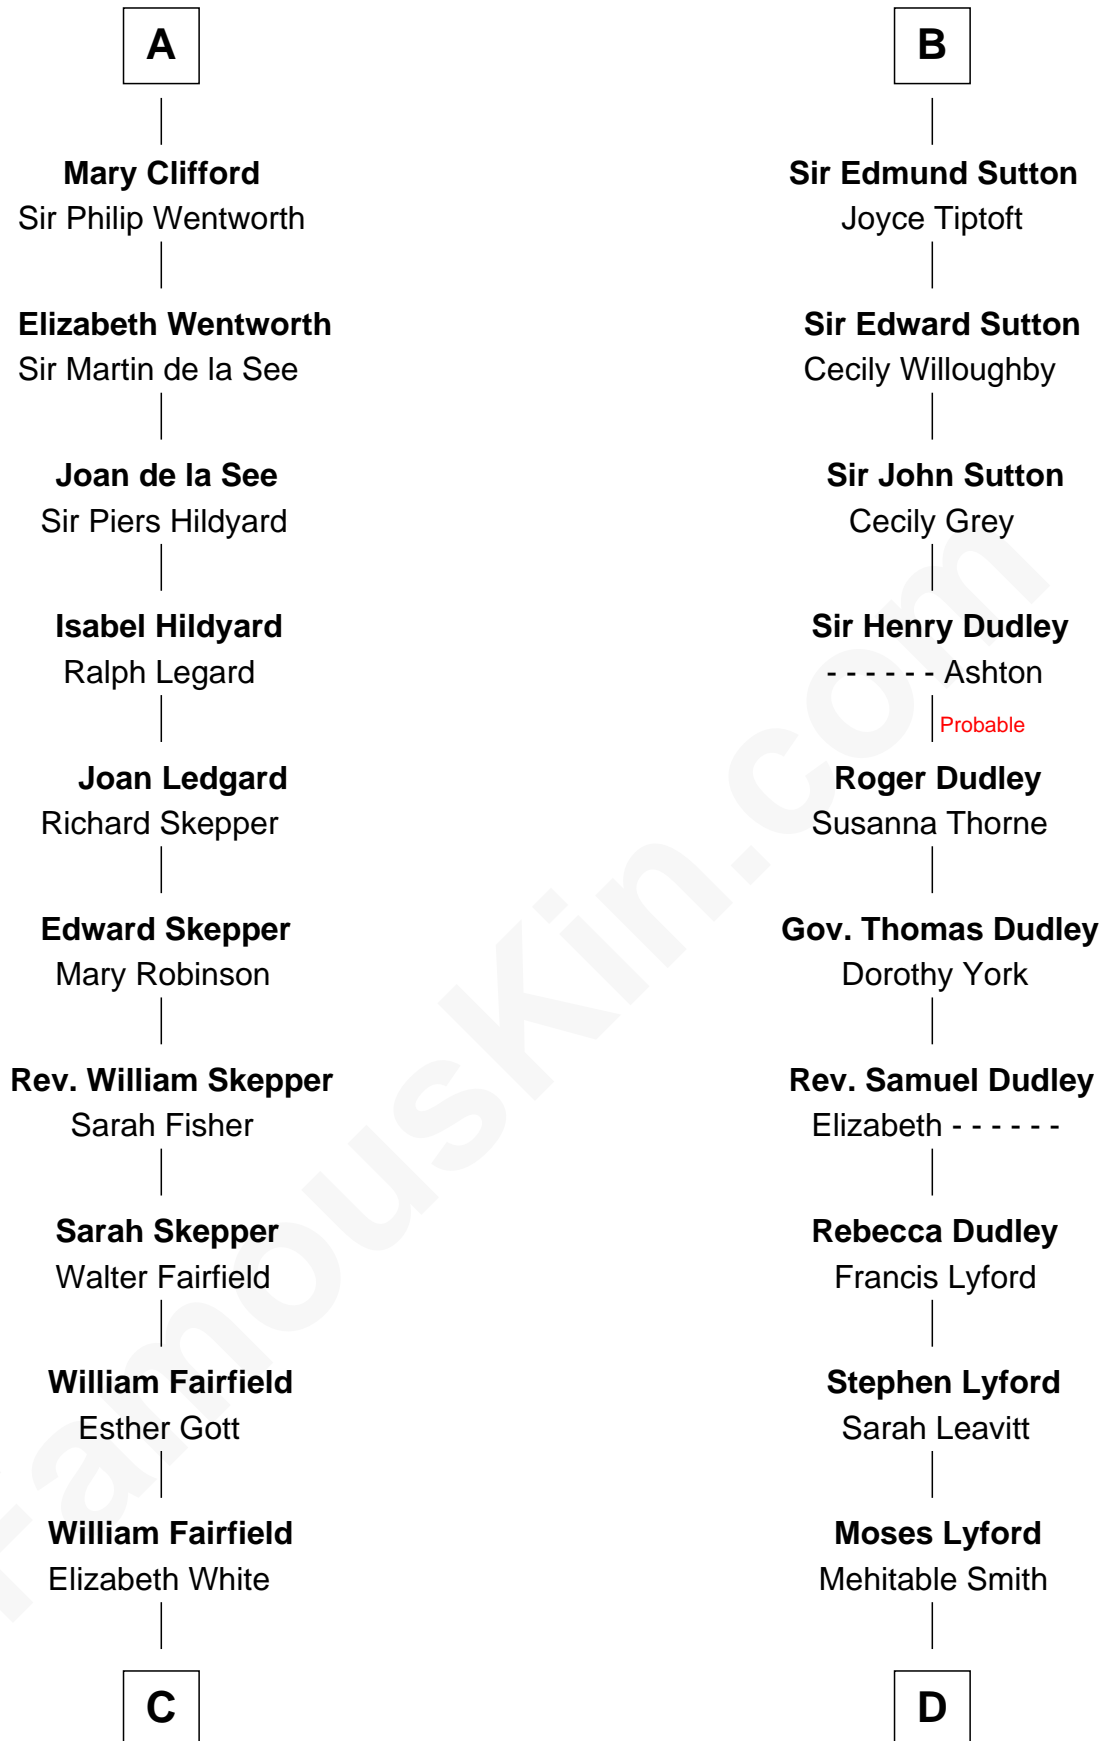 A
Mary Clifford
Sir Philip Wentworth
Elizabeth Wentworth
Sir Martin de la See
Joan de la See
Sir Piers Hildyard
Isabel Hildyard
Ralph Legard
Joan Ledgard
Richard Skepper
Edward Skepper
Mary Robinson
Rev. William Skepper
Sarah Fisher
Sarah Skepper
Walter Fairfield
William Fairfield
Esther Gott
William Fairfield
Elizabeth White
C
B
Sir Edmund Sutton
Joyce Tiptoft
Sir Edward Sutton
Cecily Willoughby
Sir John Sutton
Cecily Grey
Sir Henry Dudley
- - - - - - Ashton
Probable
Roger Dudley
Susanna Thorne
Gov. Thomas Dudley
Dorothy York
Rev. Samuel Dudley
Elizabeth - - - - - -
Rebecca Dudley
Francis Lyford
Stephen Lyford
Sarah Leavitt
Moses Lyford
Mehitable Smith
D
FamousKin.com